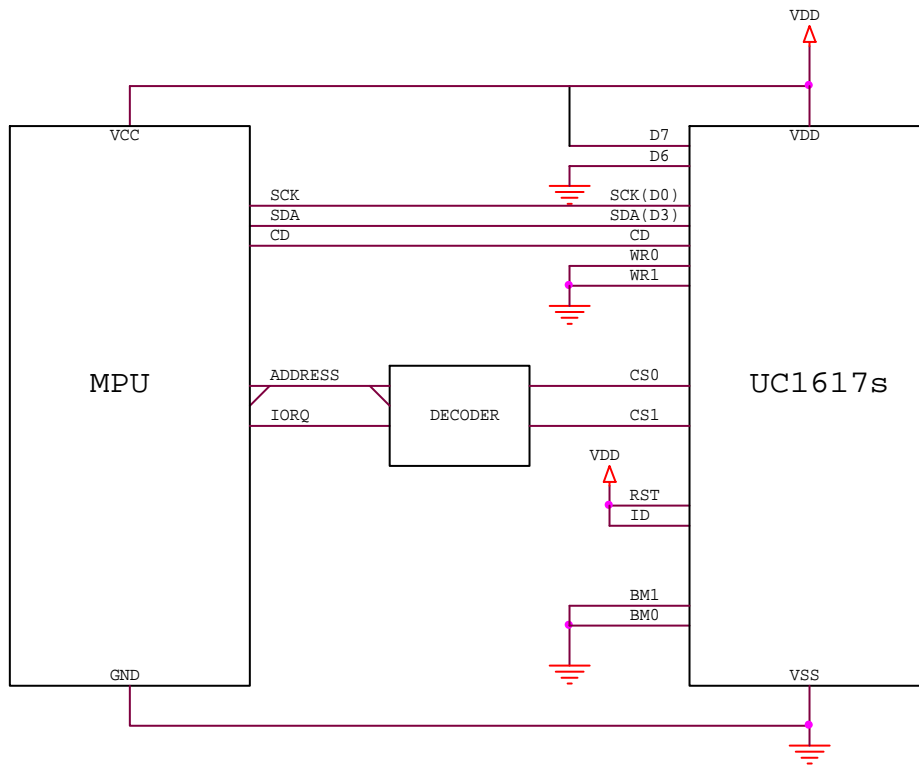 VDD
VCC
VDD
D7
D6
SCK
SCK(D0)
SDA
SDA(D3)
CD
CD
WR0
WR1
ADDRESS
CS0
MPU
UC1617s
IORQ
DECODER
CS1
VDD
RST
ID
BM1
BM0
GND
VSS